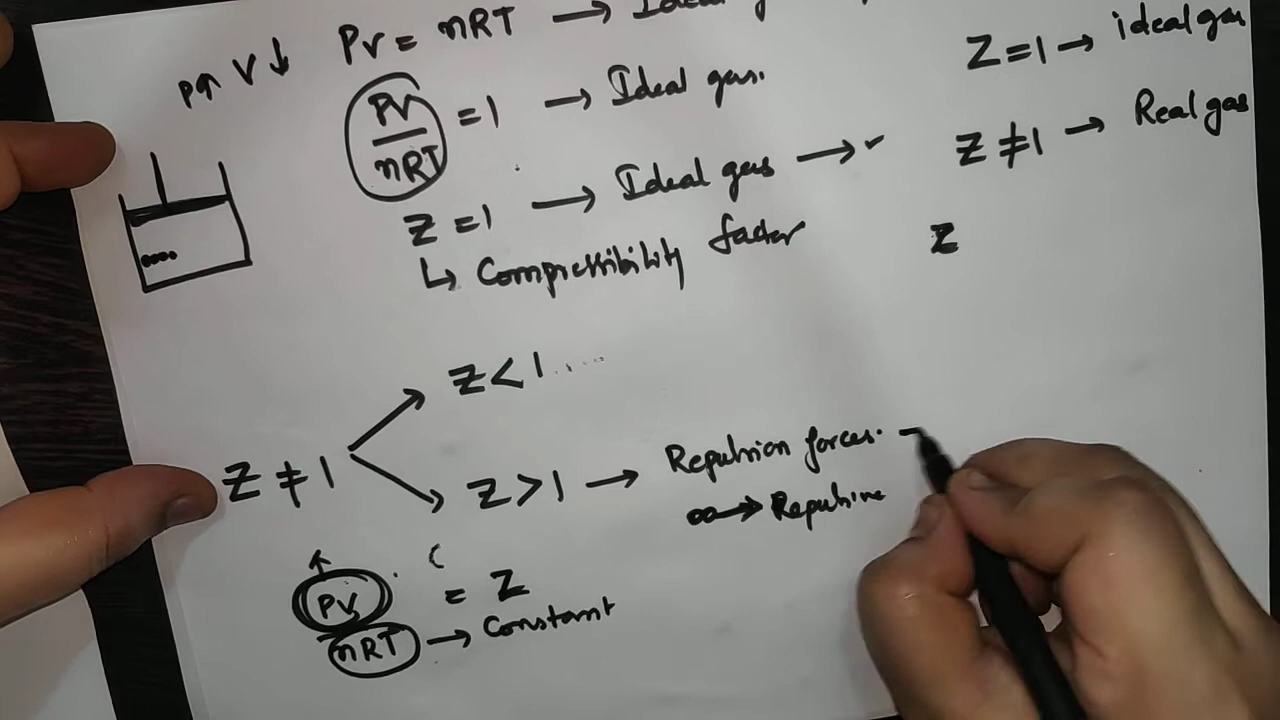 PV = nRT → Ideal
P↑ V↓
PV/nRT = 1 → Ideal gas.
Z = 1 → Ideal gas → ✓
↳ Compressibility factor
Z = 1 → ideal gas
Z ≠ 1 → Real gas
Z
Z ≠ 1
Z < 1 ....
Z > 1 → Repulsion forces. –
→ Repulsive
↑
PV/nRT = Z
→ Constant